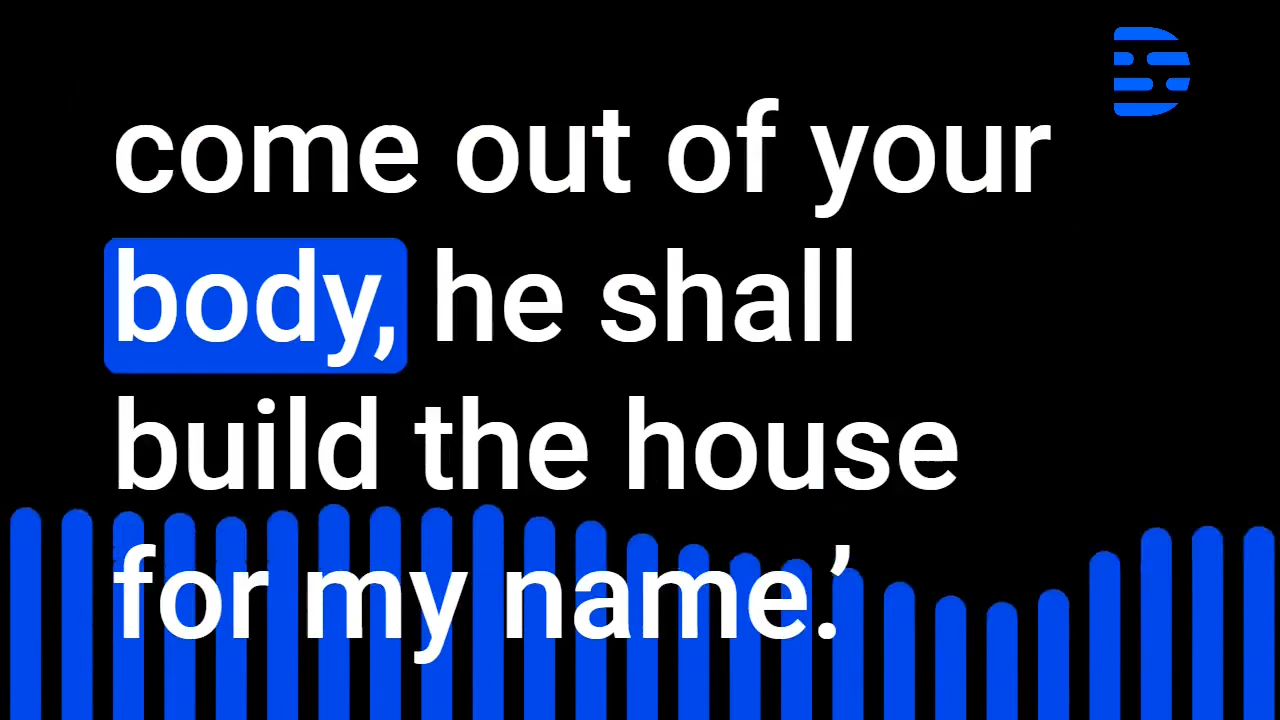 come out of your
body, he shall
build the house
for my name.’